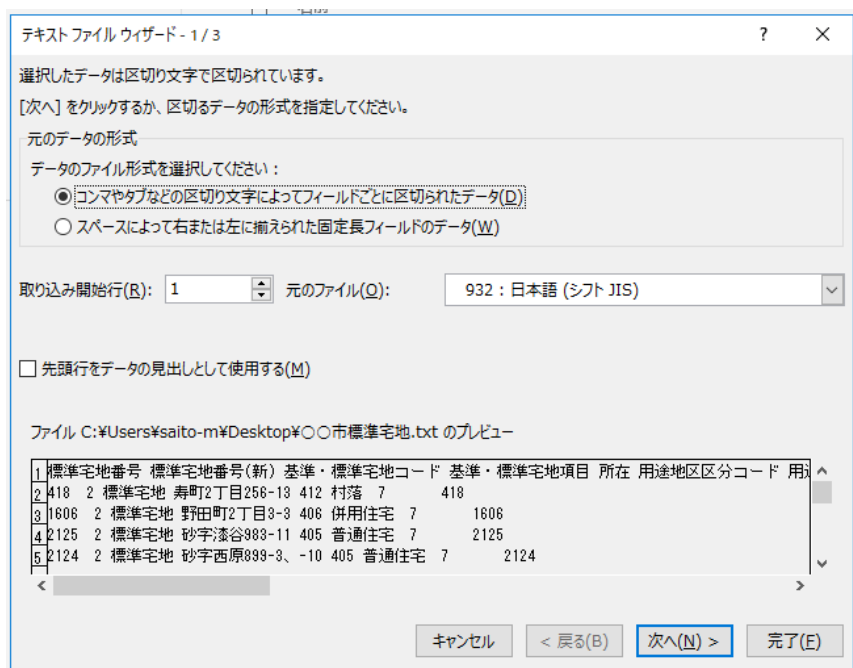 テキスト ファイル ウィザード - 1 / 3 ? ×
選択したデータは区切り文字で区切られています。
[次へ] をクリックするか、区切るデータの形式を指定してください。
元のデータの形式
データのファイル形式を選択してください：
コンマやタブなどの区切り文字によってフィールドごとに区切られたデータ(D)
スペースによって右または左に揃えられた固定長フィールドのデータ(W)
取り込み開始行(R): 1 元のファイル(O): 932 : 日本語 (シフト JIS)
先頭行をデータの見出しとして使用する(M)
ファイル C:¥Users¥saito-m¥Desktop¥〇〇市標準宅地.txt のプレビュー
1 標準宅地番号 標準宅地番号(新) 基準・標準宅地コード 基準・標準宅地項目 所在 用途地区区分コード 用途
2 418 2 標準宅地 寿町2丁目256-13 412 村落 7 418
3 1606 2 標準宅地 野田町2丁目3-3 406 併用住宅 7 1606
4 2125 2 標準宅地 砂字漆谷983-11 405 普通住宅 7 2125
5 2124 2 標準宅地 砂字西原899-3、-10 405 普通住宅 7 2124
キャンセル < 戻る(B) 次へ(N) > 完了(F)